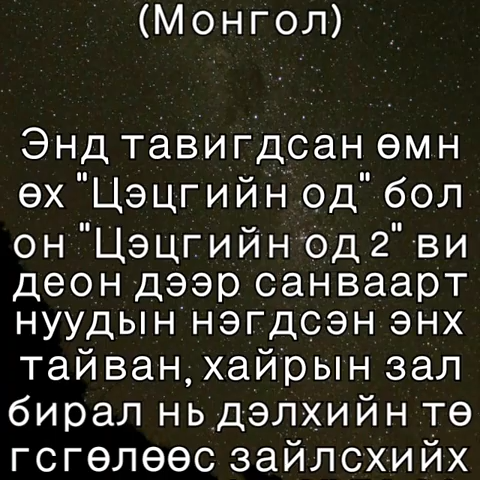 (Монгол)
Энд тавигдсан өмн
өх "Цэцгийн од" бол
он "Цэцгийн од 2" ви
деон дээр санваарт
нуудын нэгдсэн энх
тайван, хайрын зал
бирал нь дэлхийн тө
гсгөлөөс зайлсхийх